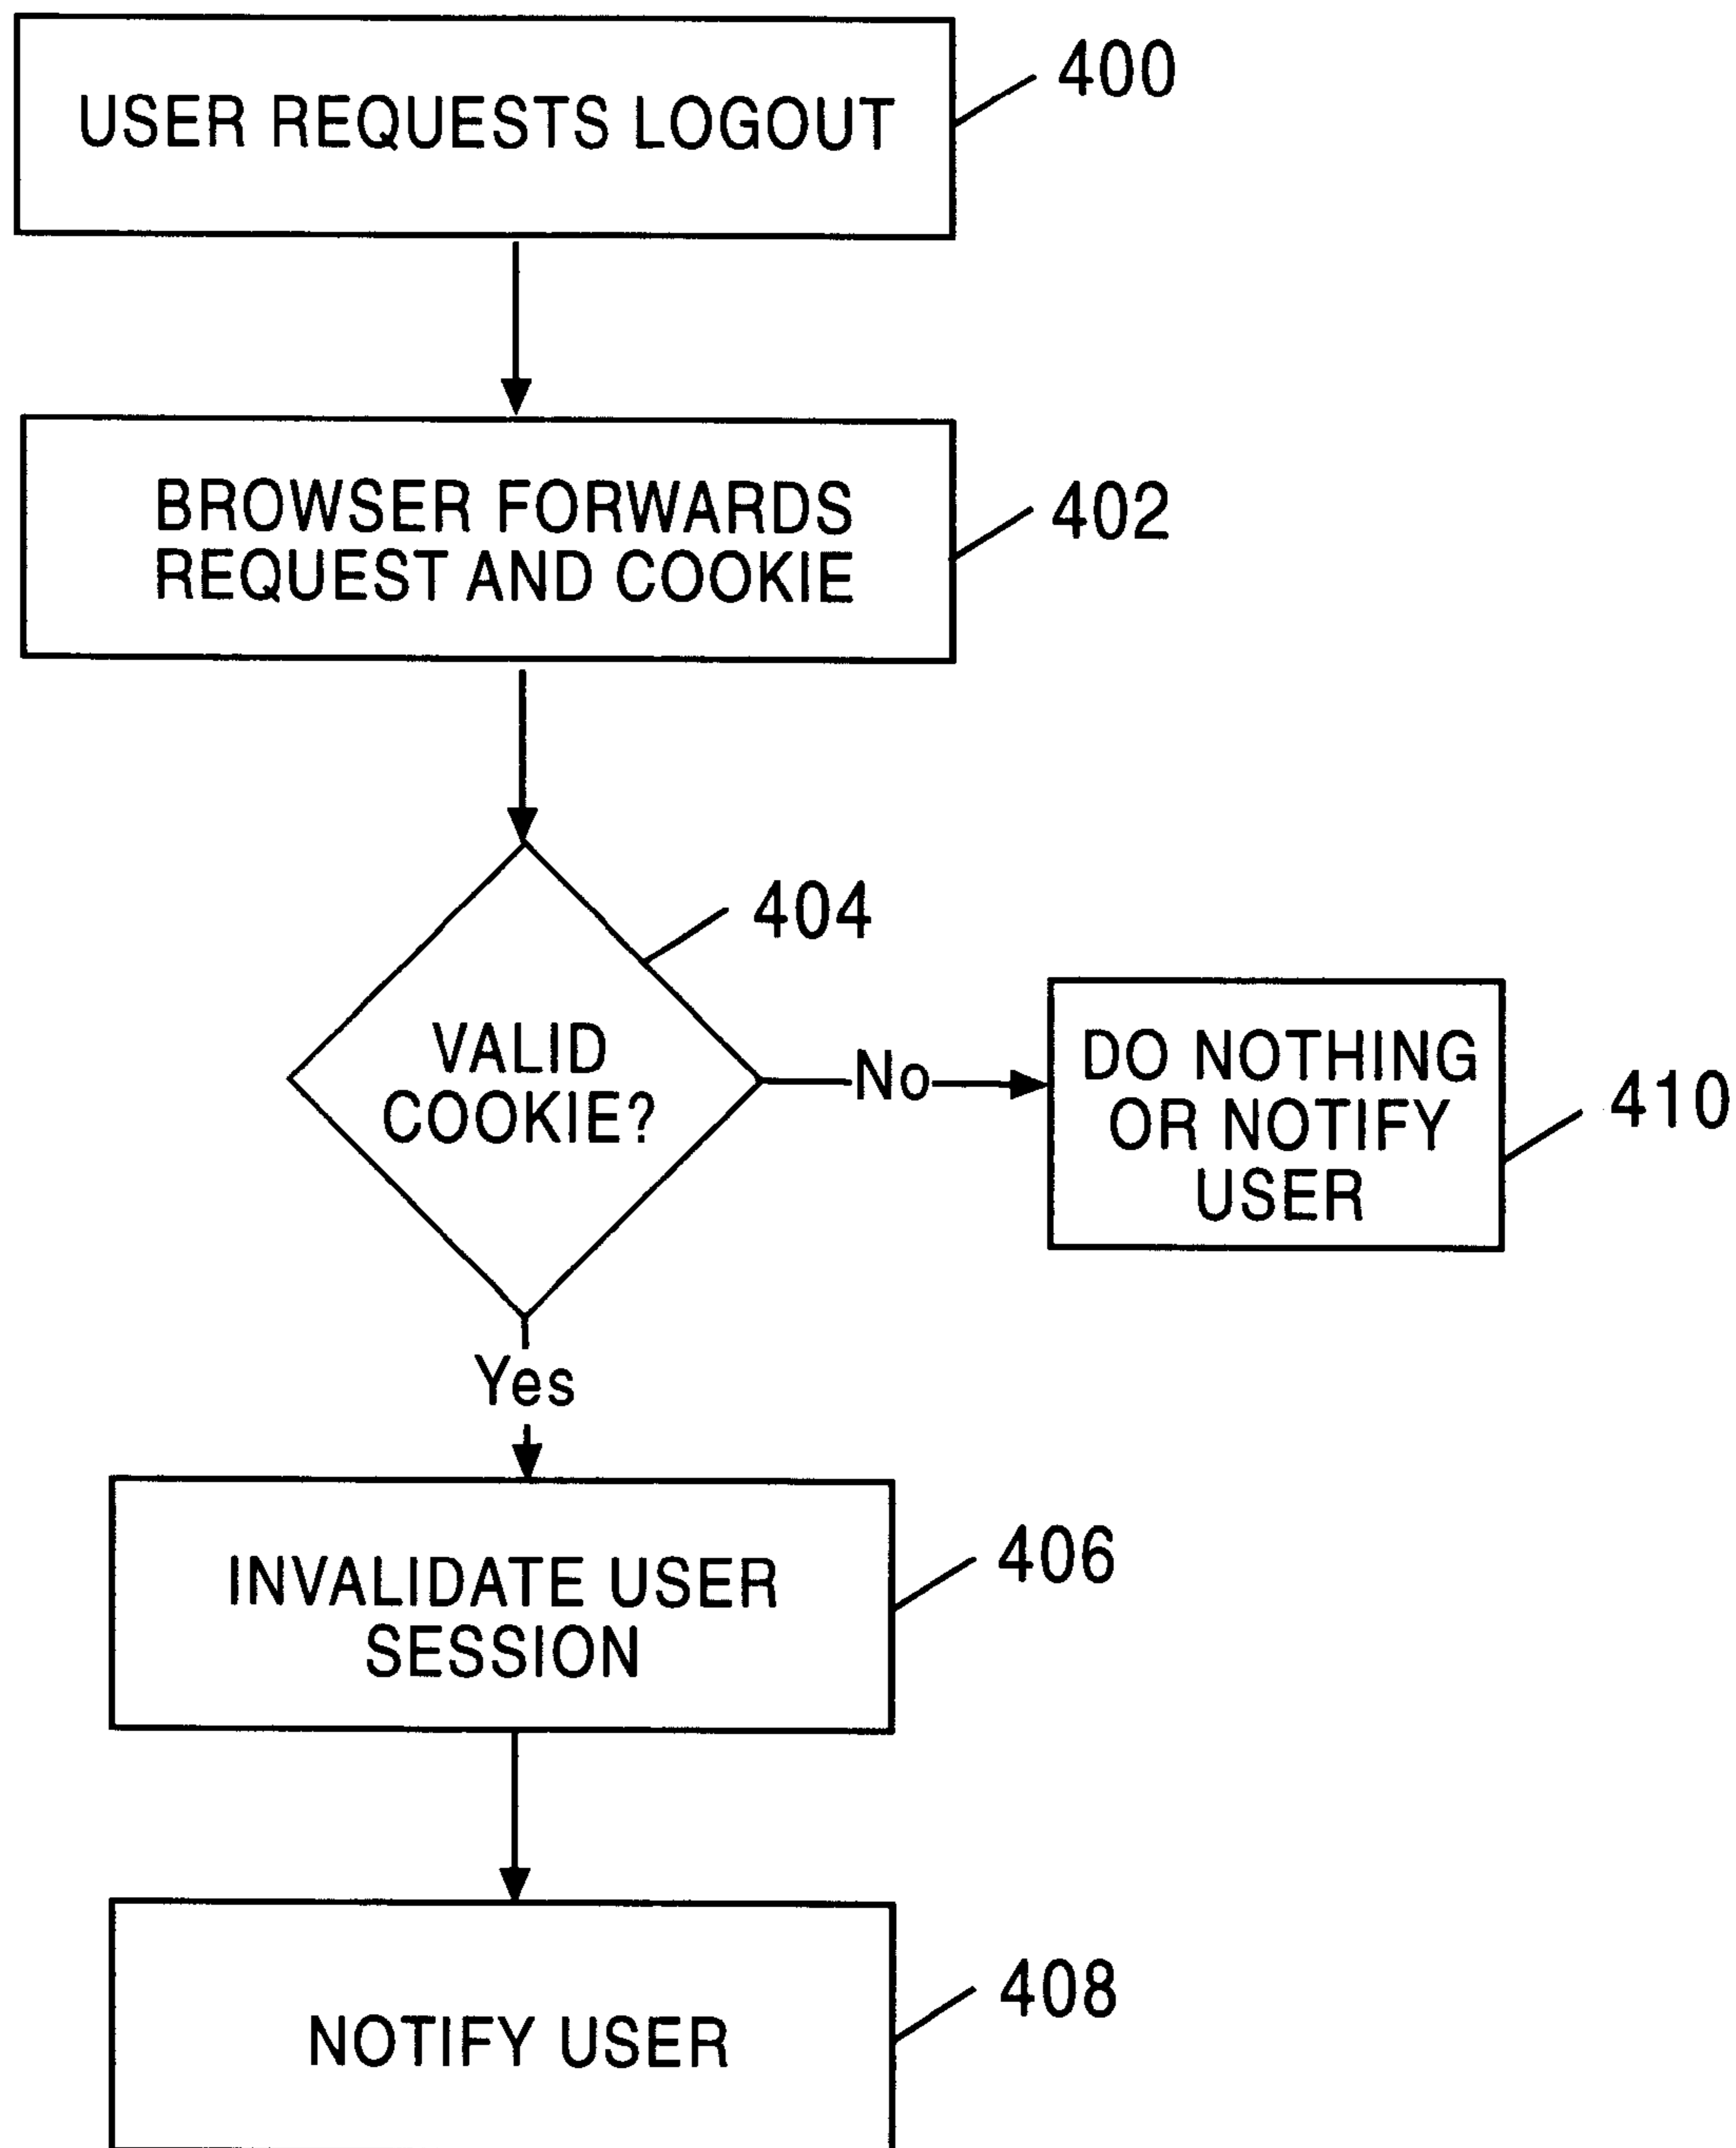 USER REQUESTS LOGOUT
400
BROWSER FORWARDS
REQUEST AND COOKIE
402
404
VALID
COOKIE?
No
DO NOTHING
OR NOTIFY
USER
410
Yes
INVALIDATE USER
SESSION
406
NOTIFY USER
408